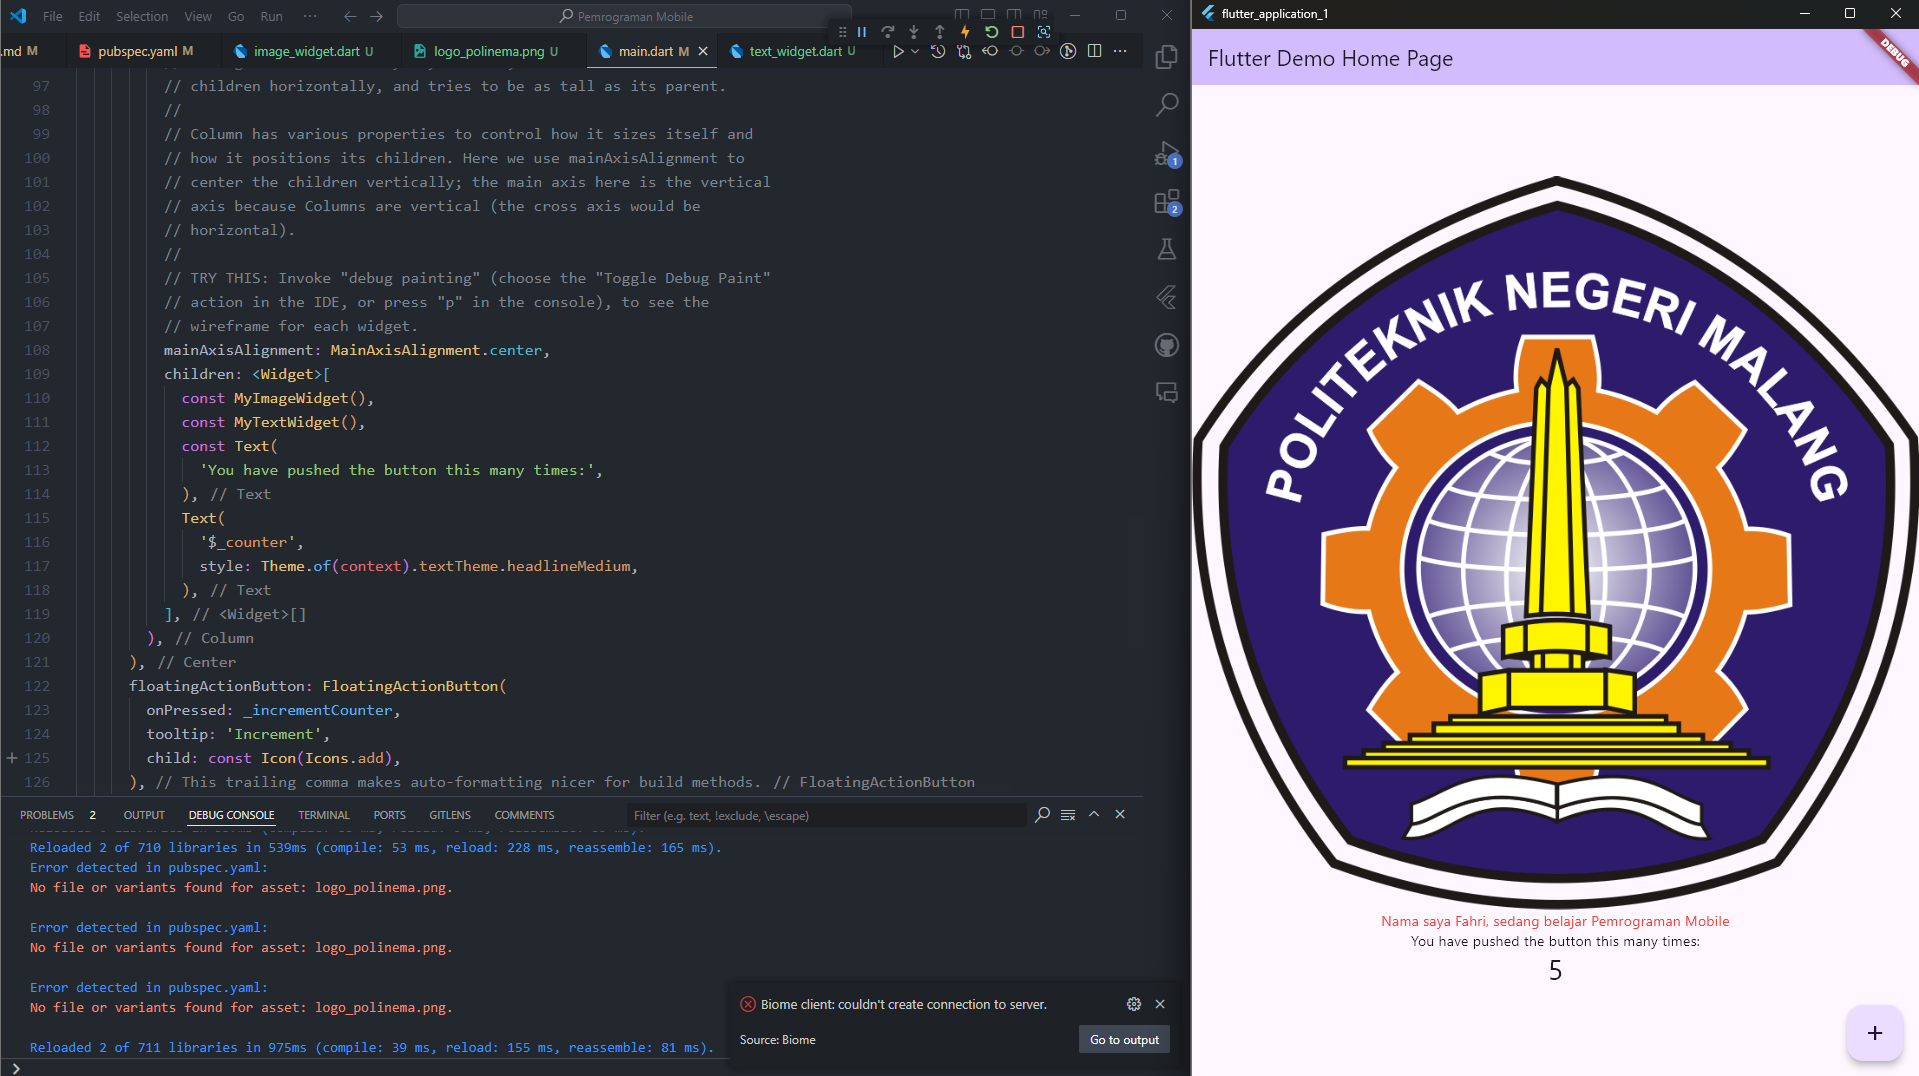 File Edit Selection View Go Run ··· Pemrograman Mobile
.md M pubspec.yaml M image_widget.dart U logo_polinema.png U main.dart M text_widget.dart U
97 // children horizontally, and tries to be as tall as its parent.
98 //
99 // Column has various properties to control how it sizes itself and
100 // how it positions its children. Here we use mainAxisAlignment to
101 // center the children vertically; the main axis here is the vertical
102 // axis because Columns are vertical (the cross axis would be
103 // horizontal).
104 //
105 // TRY THIS: Invoke "debug painting" (choose the "Toggle Debug Paint"
106 // action in the IDE, or press "p" in the console), to see the
107 // wireframe for each widget.
108 mainAxisAlignment: MainAxisAlignment.center,
109 children: <Widget>[
110 const MyImageWidget(),
111 const MyTextWidget(),
112 const Text(
113 'You have pushed the button this many times:',
114 ), // Text
115 Text(
116 '$_counter',
117 style: Theme.of(context).textTheme.headlineMedium,
118 ), // Text
119 ], // <Widget>[]
120 ), // Column
121 ), // Center
122 floatingActionButton: FloatingActionButton(
123 onPressed: _incrementCounter,
124 tooltip: 'Increment',
125 child: const Icon(Icons.add),
126 ), // This trailing comma makes auto-formatting nicer for build methods. // FloatingActionButton
1
2
PROBLEMS 2 OUTPUT DEBUG CONSOLE TERMINAL PORTS GITLENS COMMENTS Filter (e.g. text, !exclude, \escape)
Reloaded 2 of 710 libraries in 539ms (compile: 53 ms, reload: 228 ms, reassemble: 165 ms).
Error detected in pubspec.yaml:
No file or variants found for asset: logo_polinema.png.
Error detected in pubspec.yaml:
No file or variants found for asset: logo_polinema.png.
Error detected in pubspec.yaml:
No file or variants found for asset: logo_polinema.png.
Reloaded 2 of 711 libraries in 975ms (compile: 39 ms, reload: 155 ms, reassemble: 81 ms).
Biome client: couldn't create connection to server.
Source: Biome Go to output
flutter_application_1
Flutter Demo Home Page
DEBUG
POLITEKNIK NEGERI MALANG
Nama saya Fahri, sedang belajar Pemrograman Mobile
You have pushed the button this many times:
5